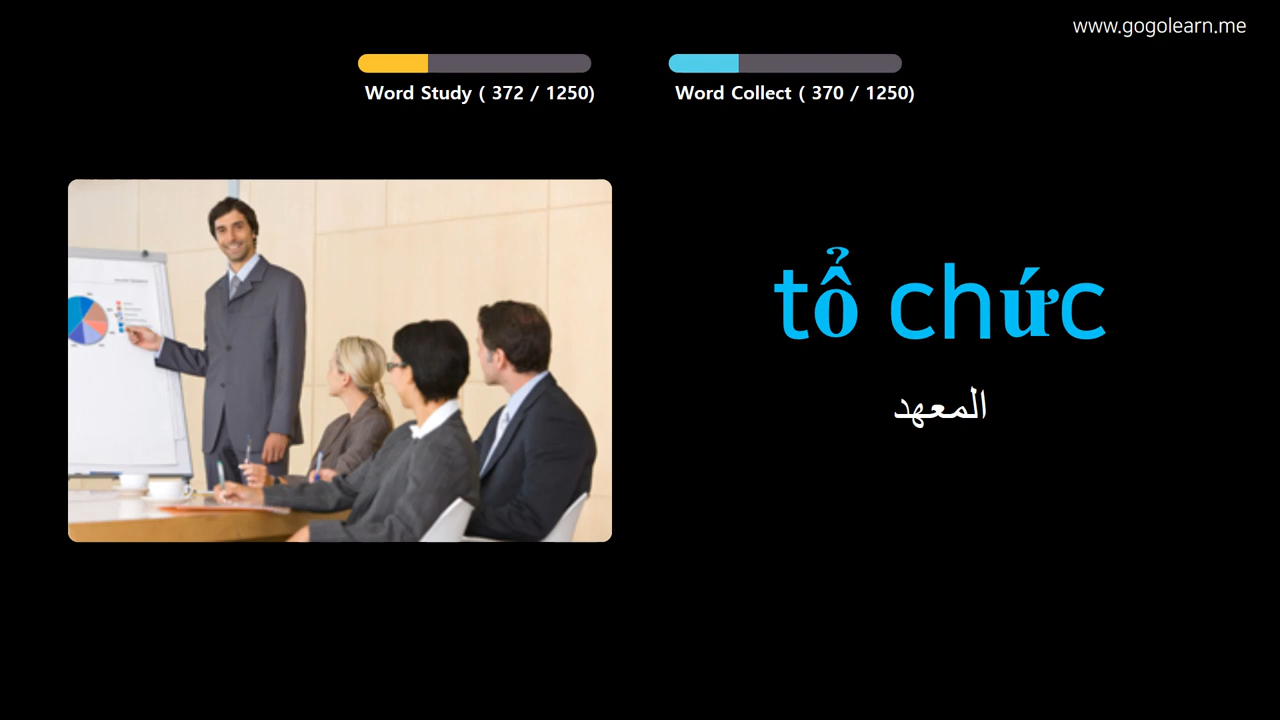 www.gogolearn.me
Word Study ( 372 / 1250)
Word Collect ( 370 / 1250)
tổ chức
المعهد